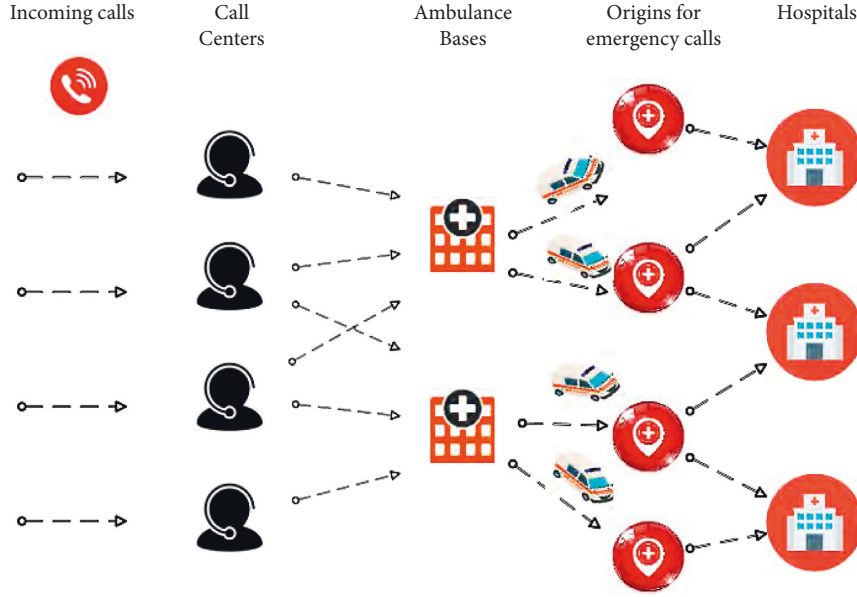 Incoming calls
Call
Centers
Ambulance
Bases
Origins for
emergency calls
Hospitals